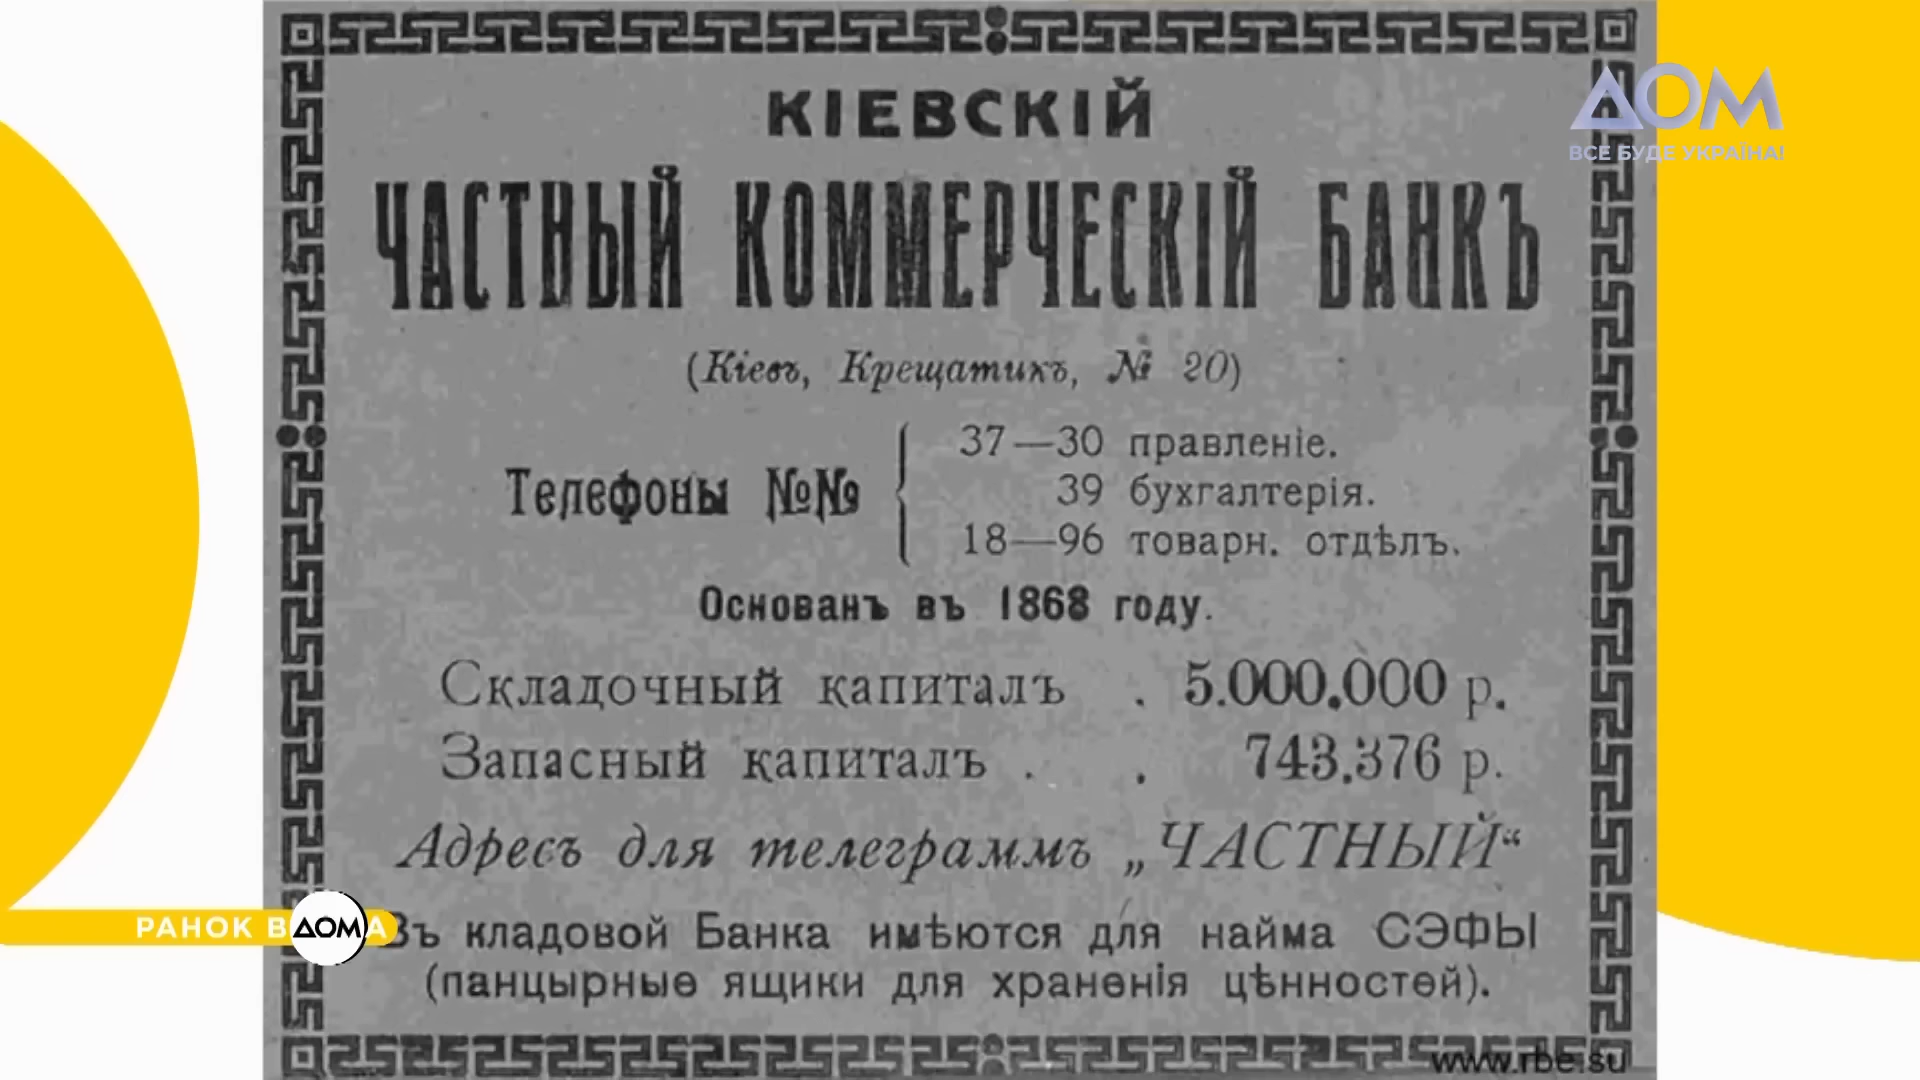 КІЕВСКІЙ
ЧАСТНЫЙ КОММЕРЧЕСКІЙ БАНКЪ
(Кіевъ, Крещатикъ, № 20)
37—30 правленіе.
Телефоны №№ 39 бухгалтерія.
18—96 товарн. отдѣлъ.
Основанъ въ 1868 году.
Складочный капиталъ . 5.000.000 р.
Запасный капиталъ . . 743.376 р.
Адресъ для телеграммъ „ЧАСТНЫЙ“
Въ кладовой Банка имѣются для найма СЭФЫ
(панцырные ящики для храненія цѣнностей).
www.rbe.su
ДОМ
ВСЕ БУДЕ УКРАЇНА!
РАНОК В ДОМА
ДОМ